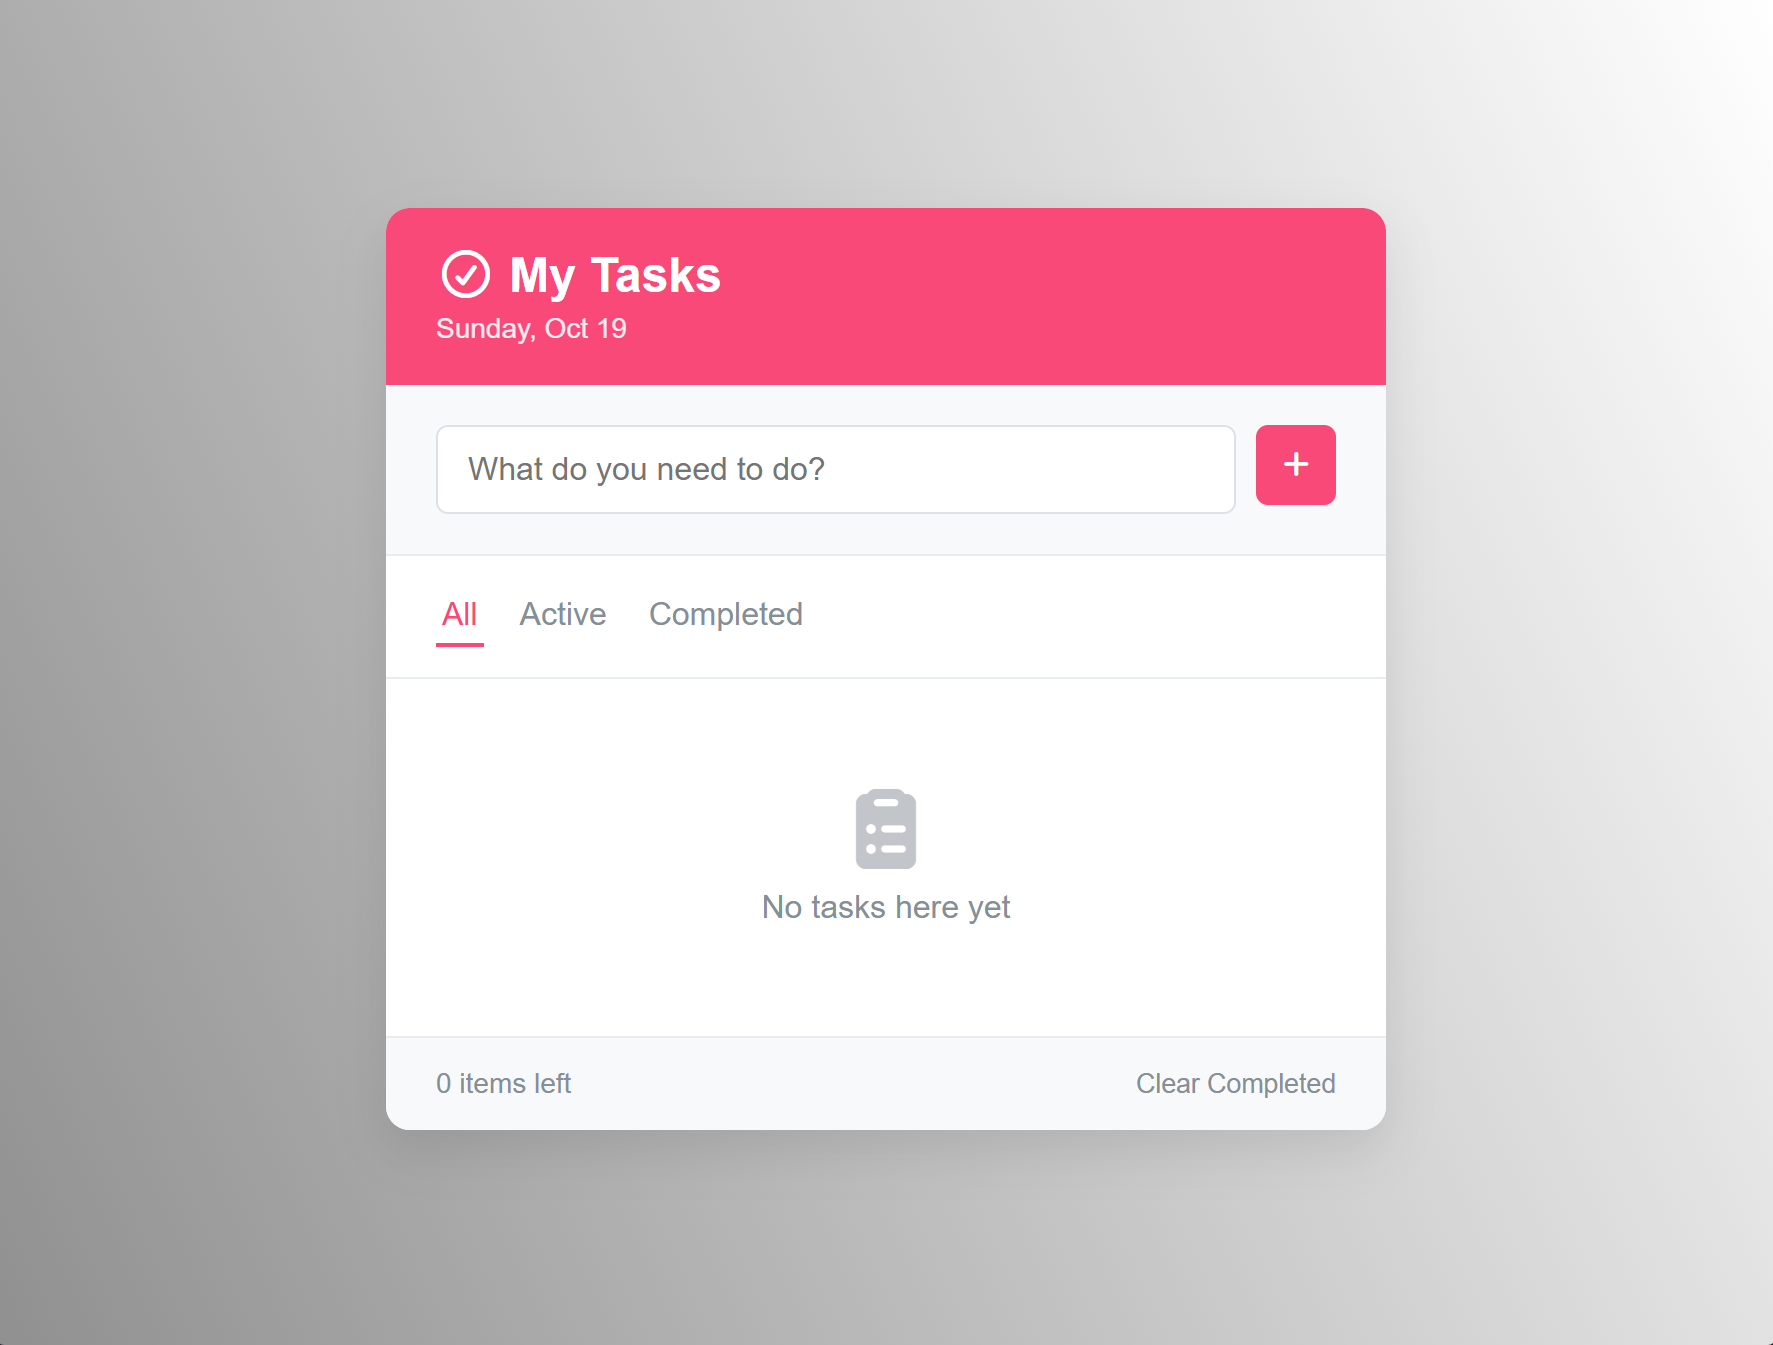 My Tasks
Sunday, Oct 19
What do you need to do?
+
All Active Completed
No tasks here yet
0 items left Clear Completed